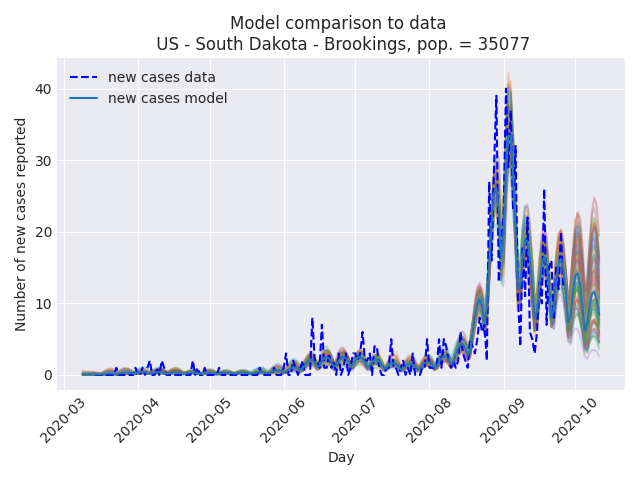 Model comparison to data
US - South Dakota - Brookings, pop. = 35077
new cases data
new cases model
Number of new cases reported
40
30
20
10
0
2020-03
2020-04
2020-05
2020-06
2020-07
2020-08
2020-09
2020-10
Day